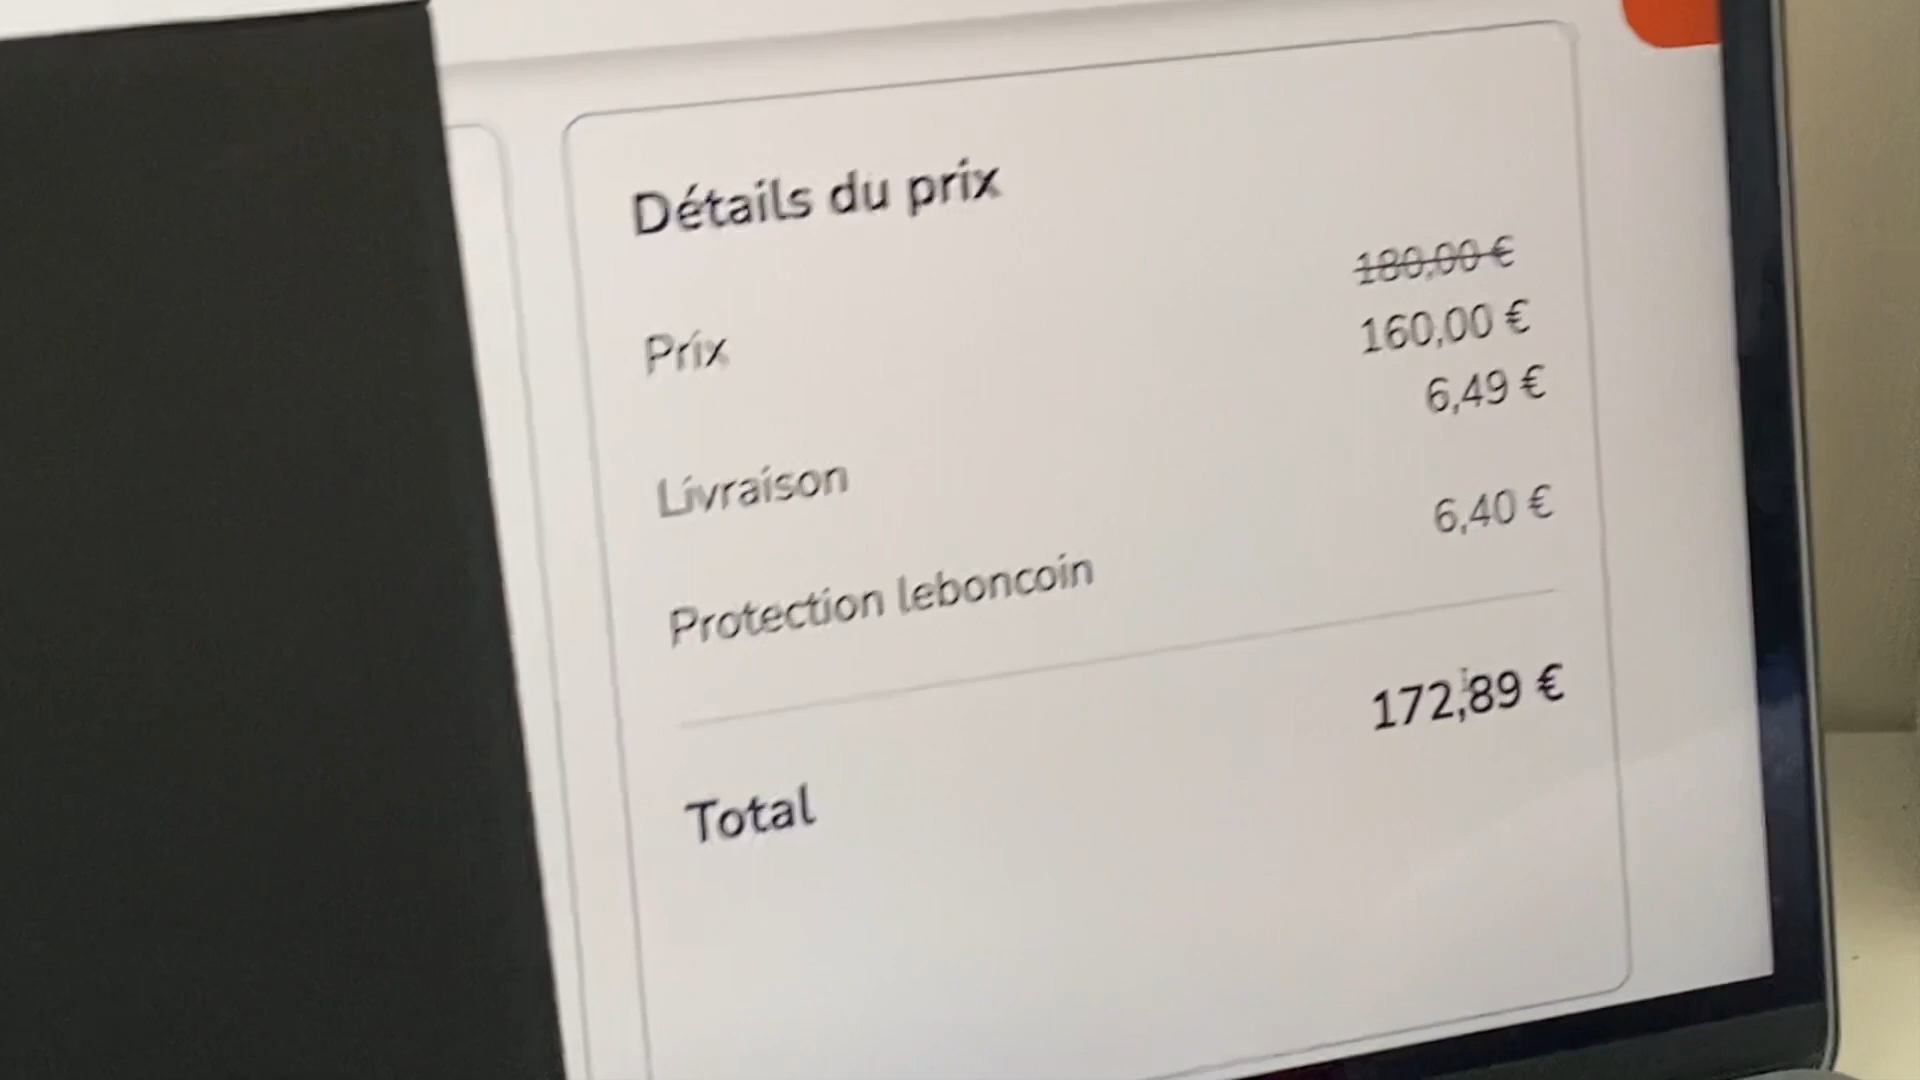 Détails du prix
180,00 €
Prix
160,00 €
6,49 €
Livraison
6,40 €
Protection leboncoin
172,89 €
Total